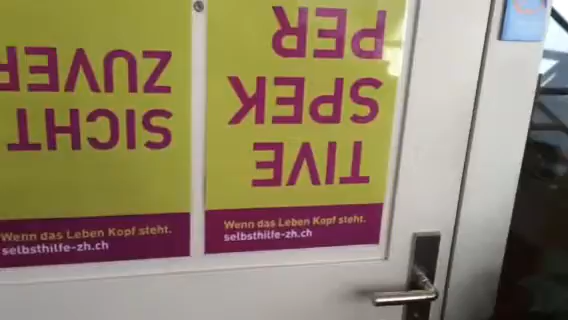 ZUVER
SICHT
Wenn das Leben Kopf steht.
selbsthilfe-zh.ch
PER
SPEK
TIVE
Wenn das Leben Kopf steht.
selbsthilfe-zh.ch